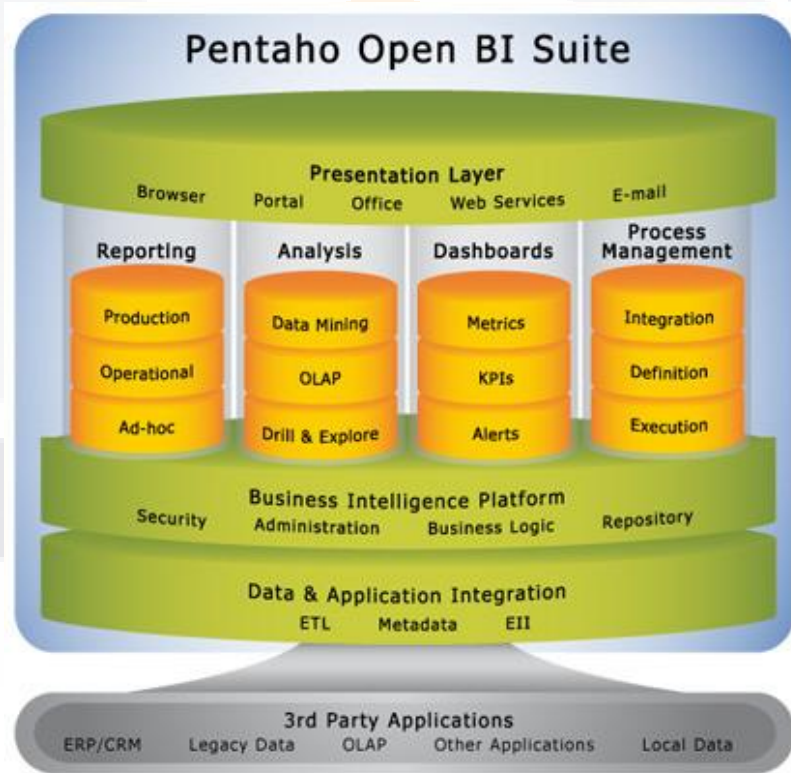 Pentaho Open BI Suite
Presentation Layer
Browser Portal Office Web Services E-mail
Reporting Analysis Dashboards Process Management
Production Data Mining Metrics Integration
Operational OLAP KPIs Definition
Ad-hoc Drill & Explore Alerts Execution
Business Intelligence Platform
Security Administration Business Logic Repository
Data & Application Integration
ETL Metadata EII
3rd Party Applications
ERP/CRM Legacy Data OLAP Other Applications Local Data